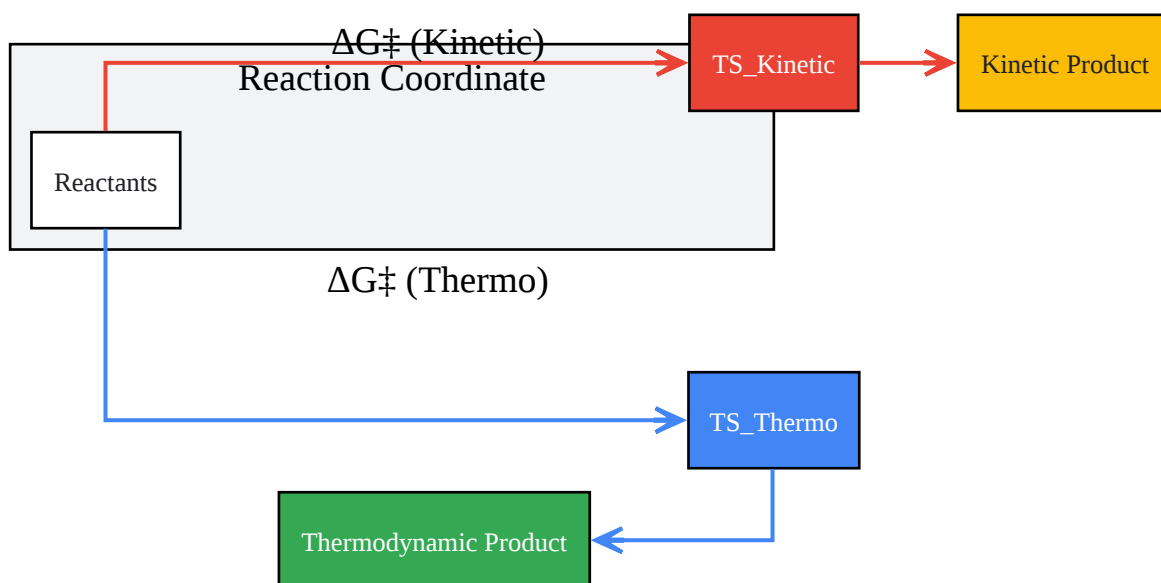 ΔG‡ (Kinetic)
Reaction Coordinate
TS_Kinetic
Kinetic Product
Reactants
ΔG‡ (Thermo)
TS_Thermo
Thermodynamic Product